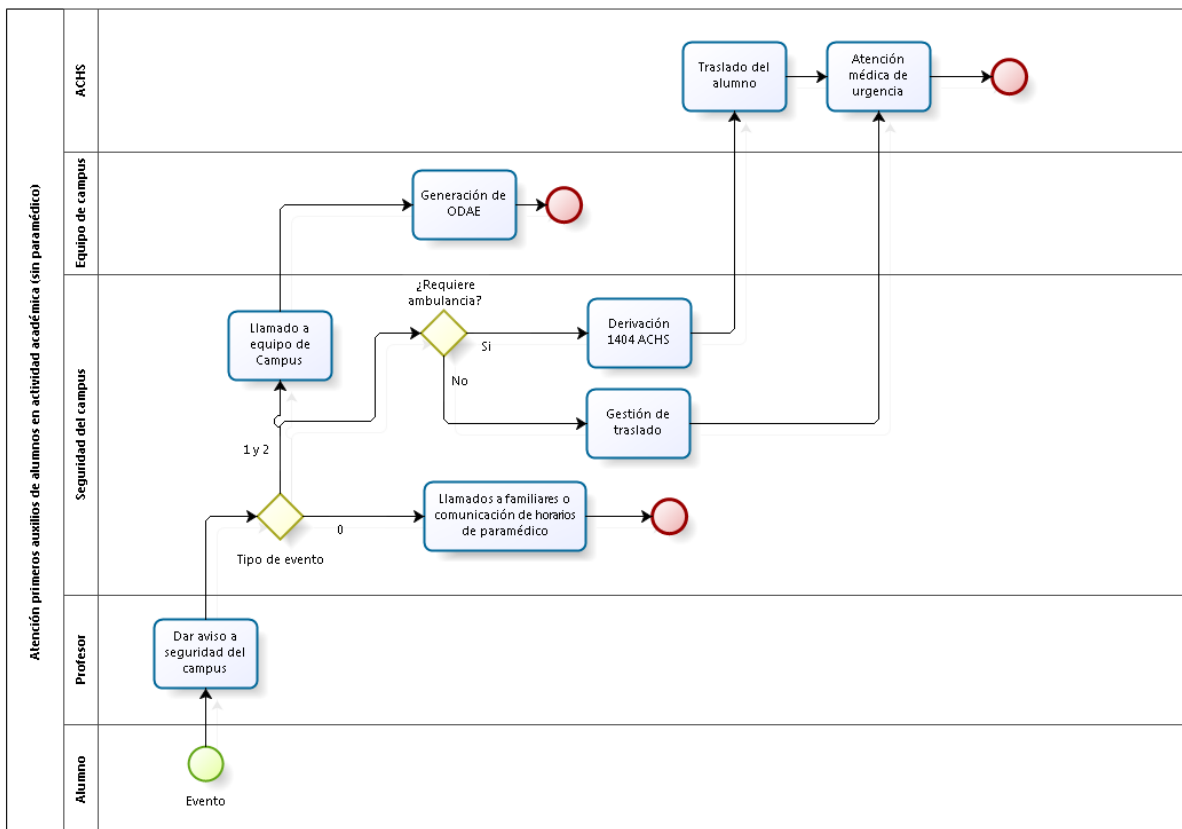 Atención primeros auxilios de alumnos en actividad académica (sin paramédico)
ACHS
Traslado del
alumno
Atención
médica de
urgencia
Equipo de campus
Generación de
ODAE
Seguridad del campus
¿Requiere
ambulancia?
Llamado a
equipo de
Campus
Si
Derivación
1404 ACHS
No
Gestión de
traslado
1 y 2
Llamados a familiares o
comunicación de horarios
de paramédico
0
Tipo de evento
Profesor
Dar aviso a
seguridad del
campus
Alumno
Evento